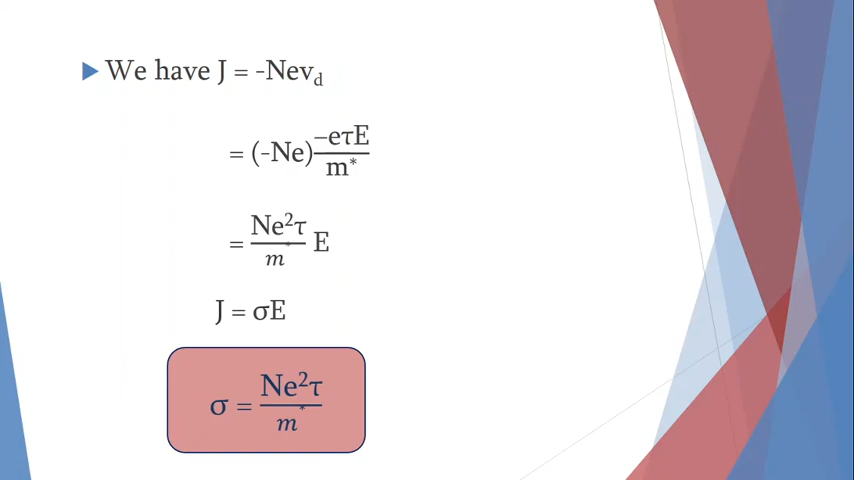 We have J = -Nev_d
= (-Ne) −eτE / m*
= Ne²τ / m* E
J = σE
σ = Ne²τ / m*